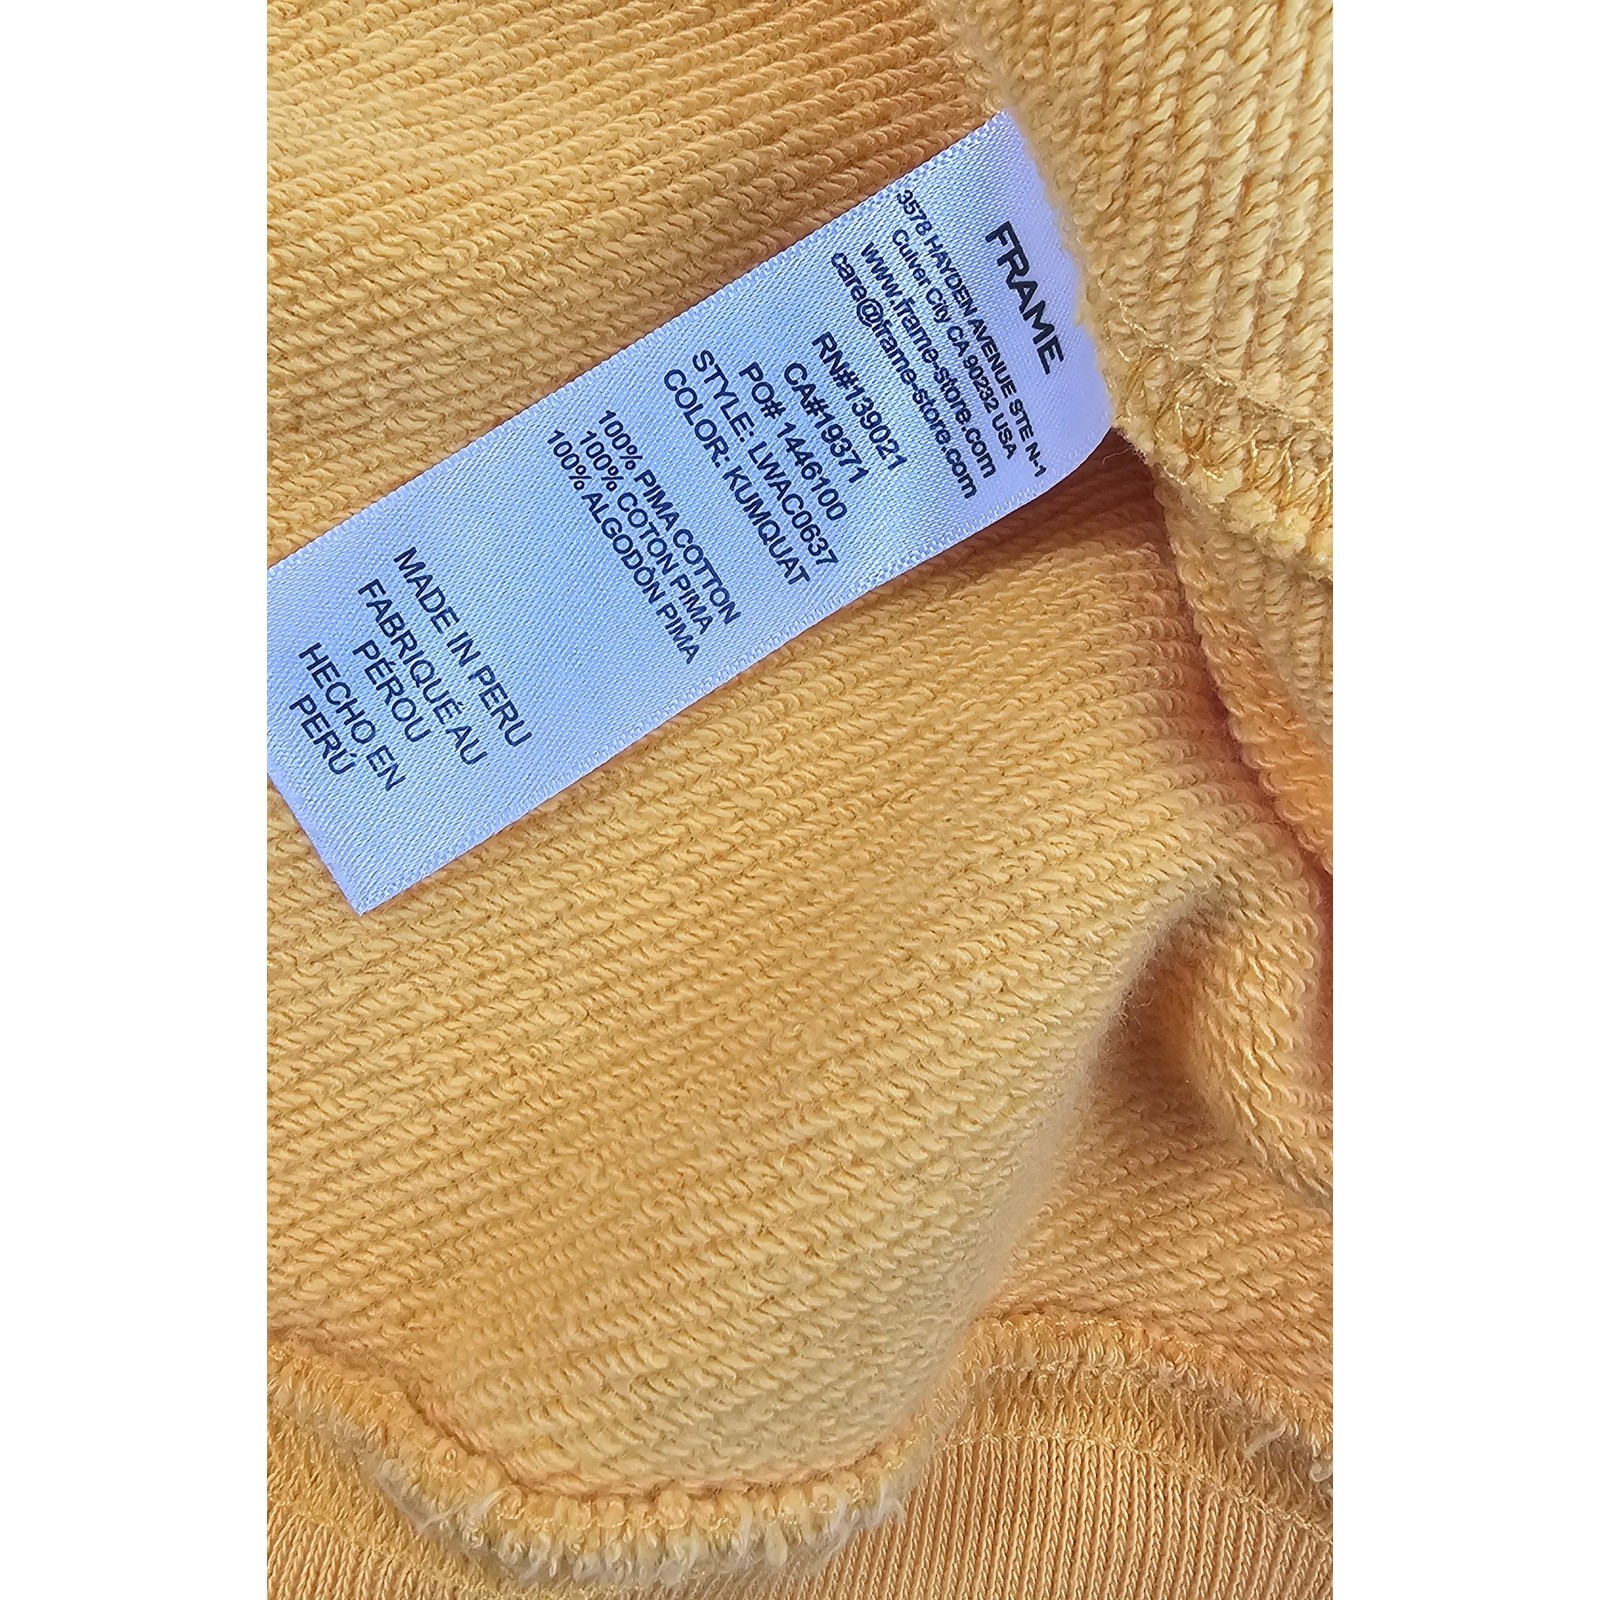 FRAME
3578 HAYDEN AVENUE STE N-1
Culver City CA 90232 USA
www.frame-store.com
care@frame-store.com
RN#139021
CA#19371
PO# 1446100
STYLE: LWAC0637
COLOR: KUMQUAT
100% PIMA COTTON
100% COTON PIMA
100% ALGODÒN PIMA
MADE IN PERU
FABRIQUÉ AU
PÉROU
HECHO EN
PERÚ